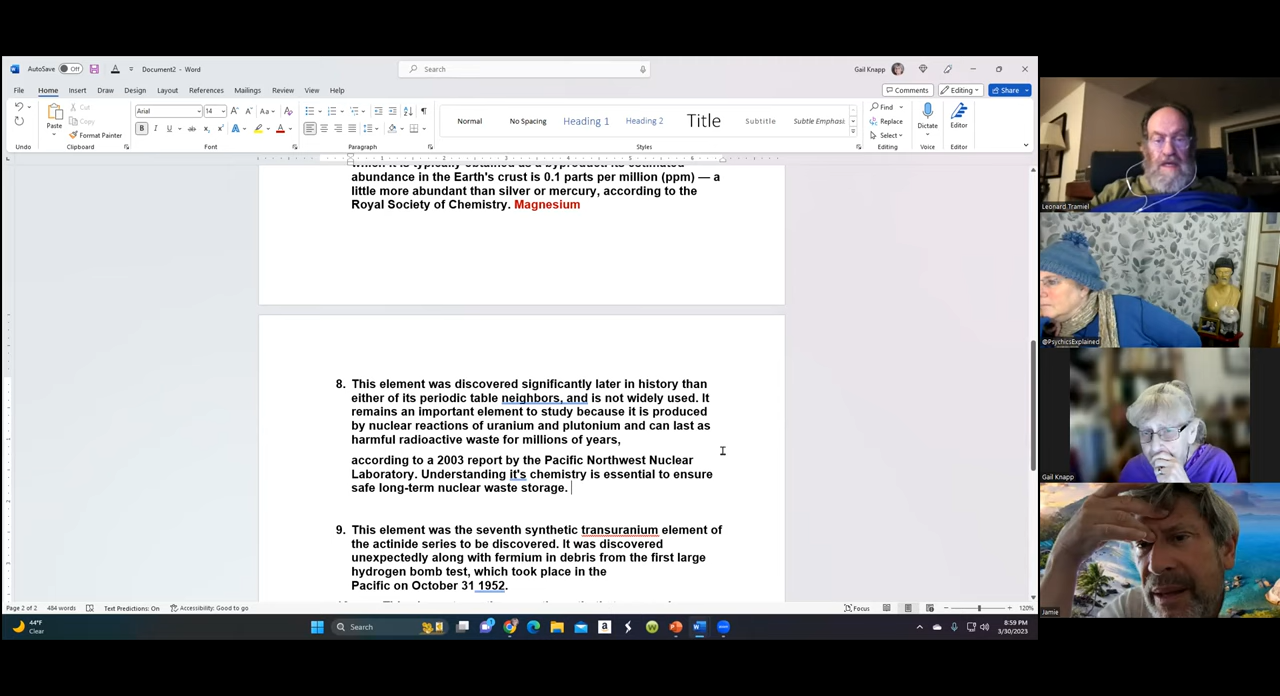 AutoSave Off Document2 - Word Search Gail Knapp
File Home Insert Draw Design Layout References Mailings Review View Help Comments Editing Share
Cut
Copy
Format Painter
Paste
Arial 14
Normal No Spacing Heading 1 Heading 2 Title Subtitle Subtle Emphasis
Find
Replace
Select
Dictate
Editor
Undo Clipboard Font Paragraph Styles Editing Voice Editor
abundance in the Earth's crust is 0.1 parts per million (ppm) — a
little more abundant than silver or mercury, according to the
Royal Society of Chemistry. Magnesium
8. This element was discovered significantly later in history than
either of its periodic table neighbors, and is not widely used. It
remains an important element to study because it is produced
by nuclear reactions of uranium and plutonium and can last as
harmful radioactive waste for millions of years,
according to a 2003 report by the Pacific Northwest Nuclear
Laboratory. Understanding it's chemistry is essential to ensure
safe long-term nuclear waste storage.
9. This element was the seventh synthetic transuranium element of
the actinide series to be discovered. It was discovered
unexpectedly along with fermium in debris from the first large
hydrogen bomb test, which took place in the
Pacific on October 31 1952.
Page 2 of 2 484 words Text Predictions: On Accessibility: Good to go Focus 120%
44°F
Clear
Search
8:59 PM
3/30/2023
Leonard Tramiel
@PsychicsExplained
Gail Knapp
Jamie